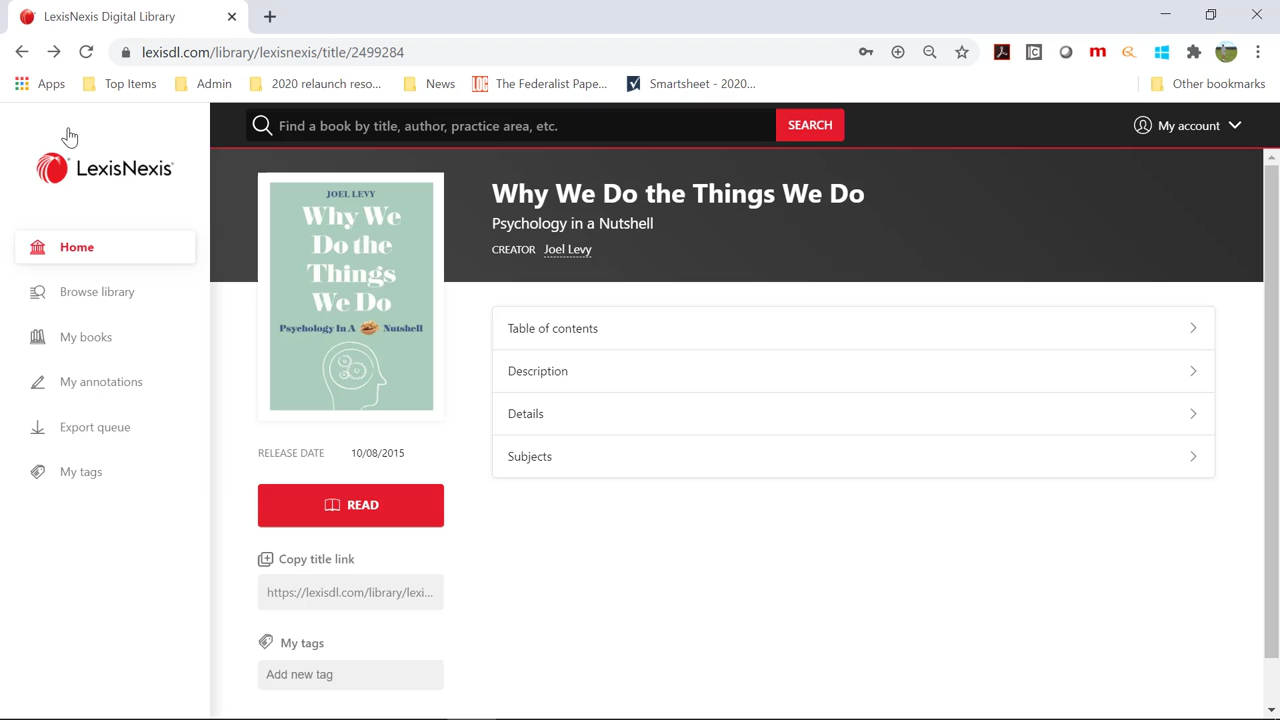 LexisNexis Digital Library
lexisdl.com/library/lexisnexis/title/2499284
Apps
Top Items
Admin
2020 relaunch reso...
News
The Federalist Pape...
Smartsheet - 2020...
Other bookmarks
LexisNexis
Find a book by title, author, practice area, etc.
SEARCH
My account
Home
Browse library
My books
My annotations
Export queue
My tags
JOEL LEVY
Why We
Do the
Things
We Do
Psychology In A Nutshell
Why We Do the Things We Do
Psychology in a Nutshell
CREATOR Joel Levy
Table of contents
Description
Details
Subjects
RELEASE DATE 10/08/2015
READ
Copy title link
https://lexisdl.com/library/lexi...
My tags
Add new tag